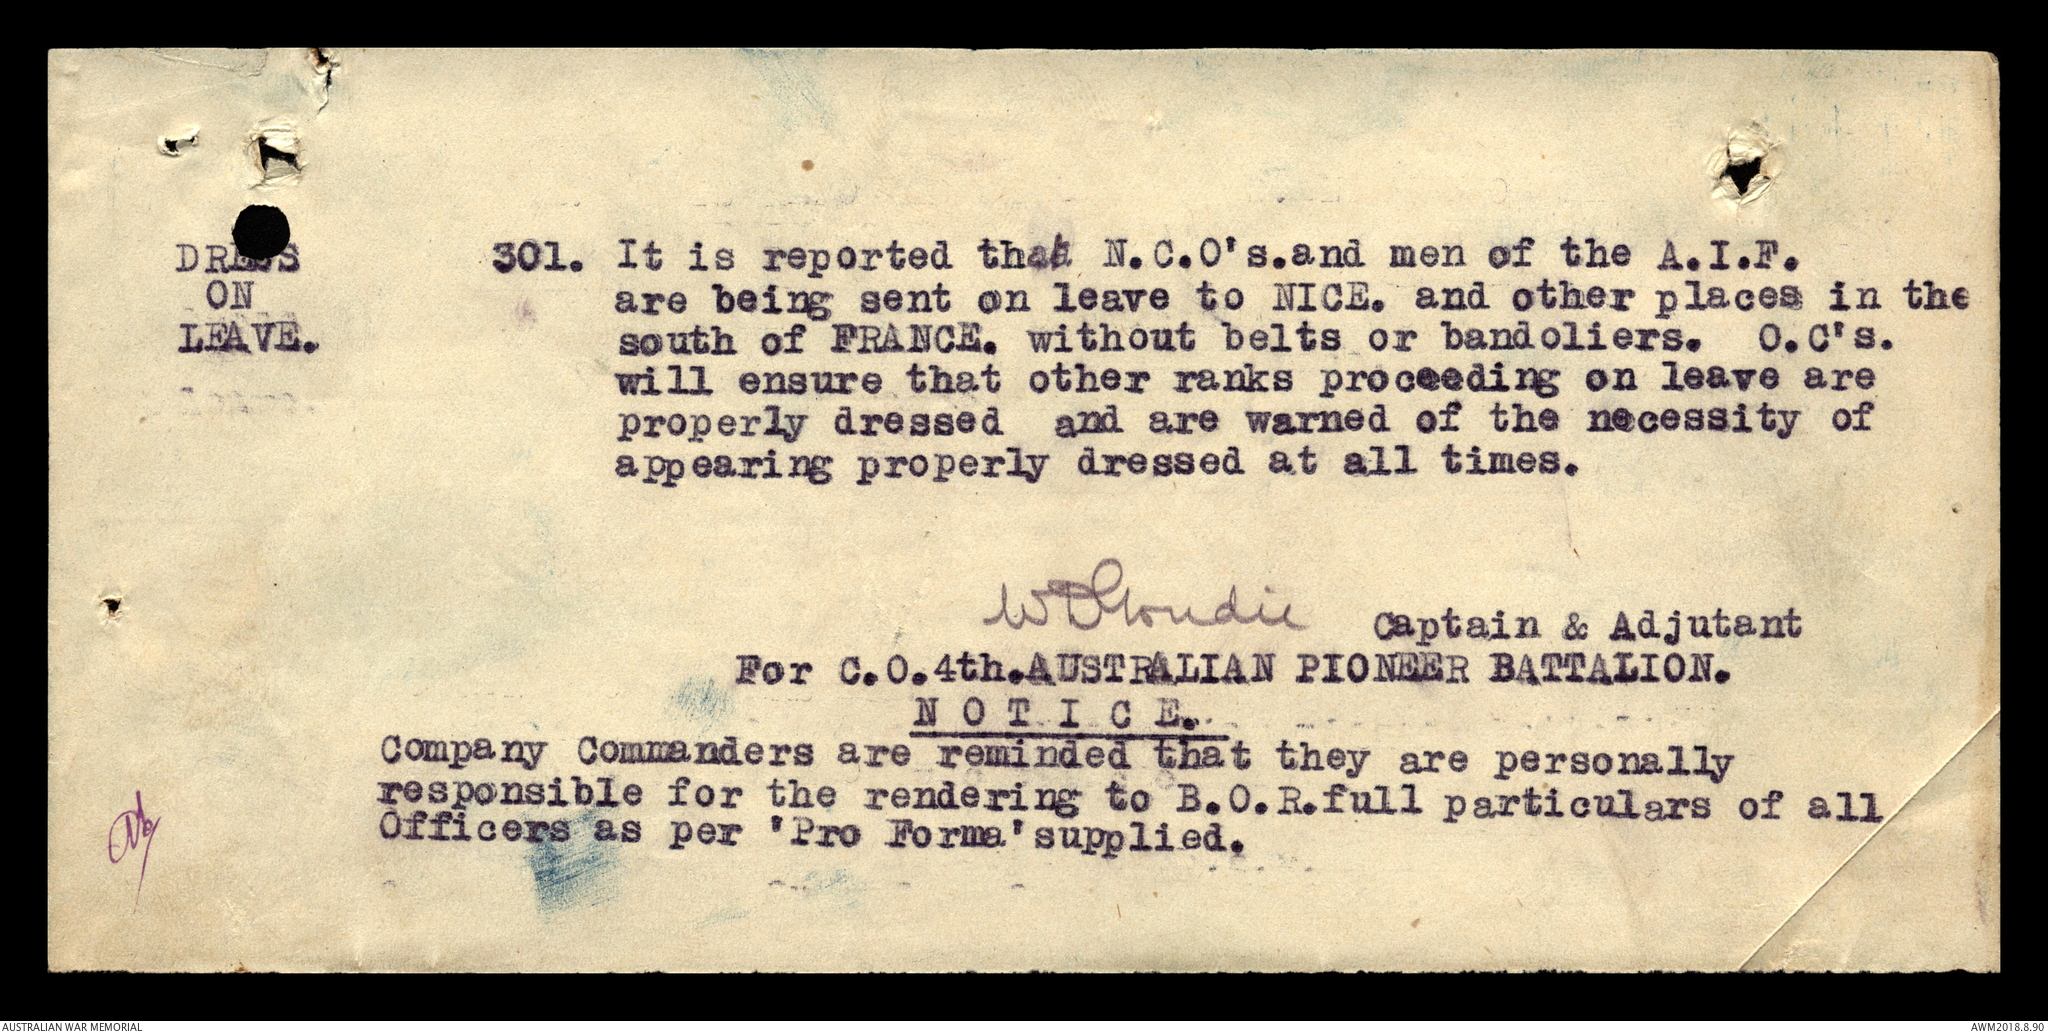 DRESS
ON
LEAVE.
301. It is reported that N.C.O's.and men of the A.I.F.
are being sent on leave to NICE. and other places in the
south of FRANCE. without belts or bandoliers. O.C's.
will ensure that other ranks proceeding on leave are
properly dressed and are warned of the necessity of
appearing properly dressed at all times.
Captain & Adjutant
For C.O.4th.AUSTRALIAN PIONEER BATTALION.
N O T I C E.
Company Commanders are reminded that they are personally
responsible for the rendering to B.O.R.full particulars of all
Officers as per 'Pro Forma'supplied.
AUSTRALIAN WAR MEMORIAL
AWM2018.8.90